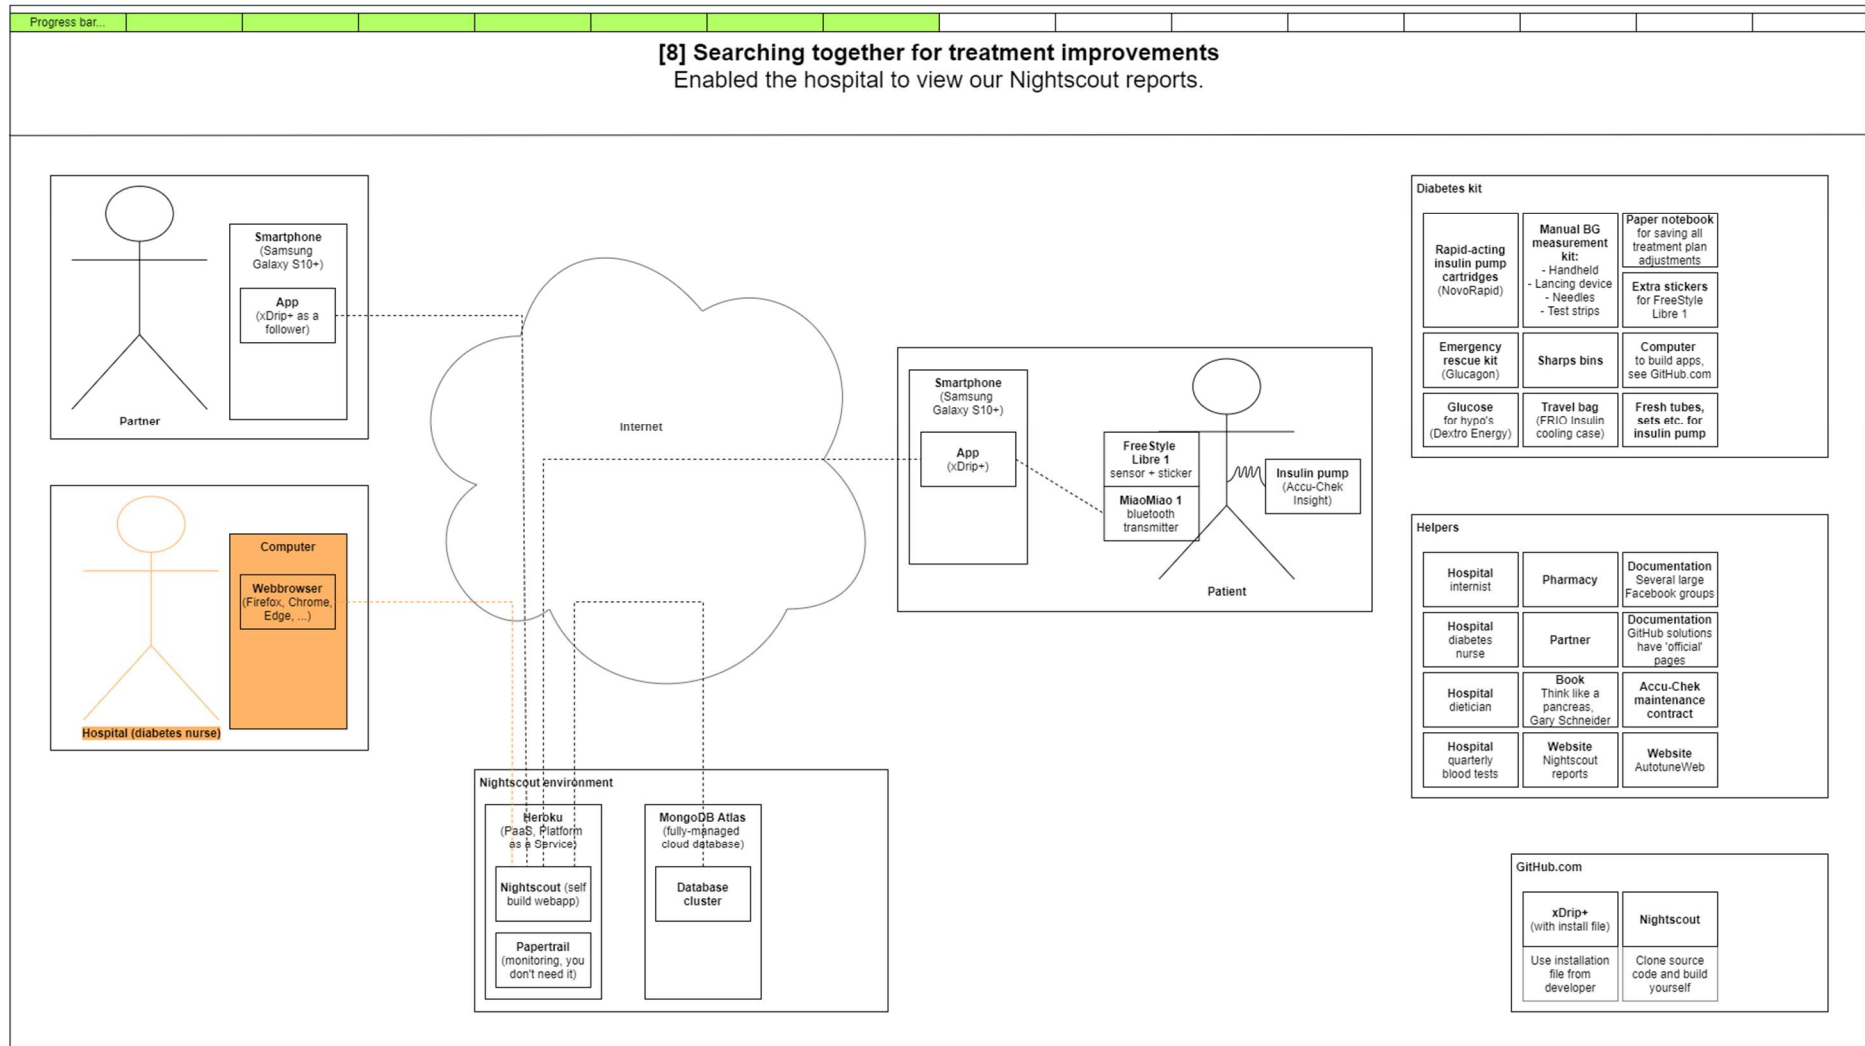 Progress bar...
[8] Searching together for treatment improvements
Enabled the hospital to view our Nightscout reports.
Smartphone
(Samsung
Galaxy S10+)
App
(xDrip+ as a
follower)
Partner
Computer
Webbrowser
(Firefox, Chrome,
Edge, ...)
Hospital (diabetes nurse)
Internet
Nightscout environment
Heroku
(PaaS, Platform
as a Service)
Nightscout (self
build webapp)
Papertrail
(monitoring, you
don't need it)
MongoDB Atlas
(fully-managed
cloud database)
Database
cluster
Smartphone
(Samsung
Galaxy S10+)
App
(xDrip+)
FreeStyle
Libre 1
sensor + sticker
MiaoMiao 1
bluetooth
transmitter
Insulin pump
(Accu-Chek
Insight)
Patient
Diabetes kit
Rapid-acting
insulin pump
cartridges
(NovoRapid)
Manual BG
measurement
kit:
- Handheld
- Lancing device
- Needles
- Test strips
Paper notebook
for saving all
treatment plan
adjustments
Extra stickers
for FreeStyle
Libre 1
Emergency
rescue kit
(Glucagon)
Sharps bins
Computer
to build apps,
see GitHub.com
Glucose
for hypo's
(Dextro Energy)
Travel bag
(FRIO Insulin
cooling case)
Fresh tubes,
sets etc. for
insulin pump
Helpers
Hospital
internist
Pharmacy
Documentation
Several large
Facebook groups
Hospital
diabetes
nurse
Partner
Documentation
GitHub solutions
have 'official'
pages
Hospital
dietician
Book
Think like a
pancreas,
Gary Schneider
Accu-Chek
maintenance
contract
Hospital
quarterly
blood tests
Website
Nightscout
reports
Website
AutotuneWeb
GitHub.com
xDrip+
(with install file)
Nightscout
Use installation
file from
developer
Clone source
code and build
yourself